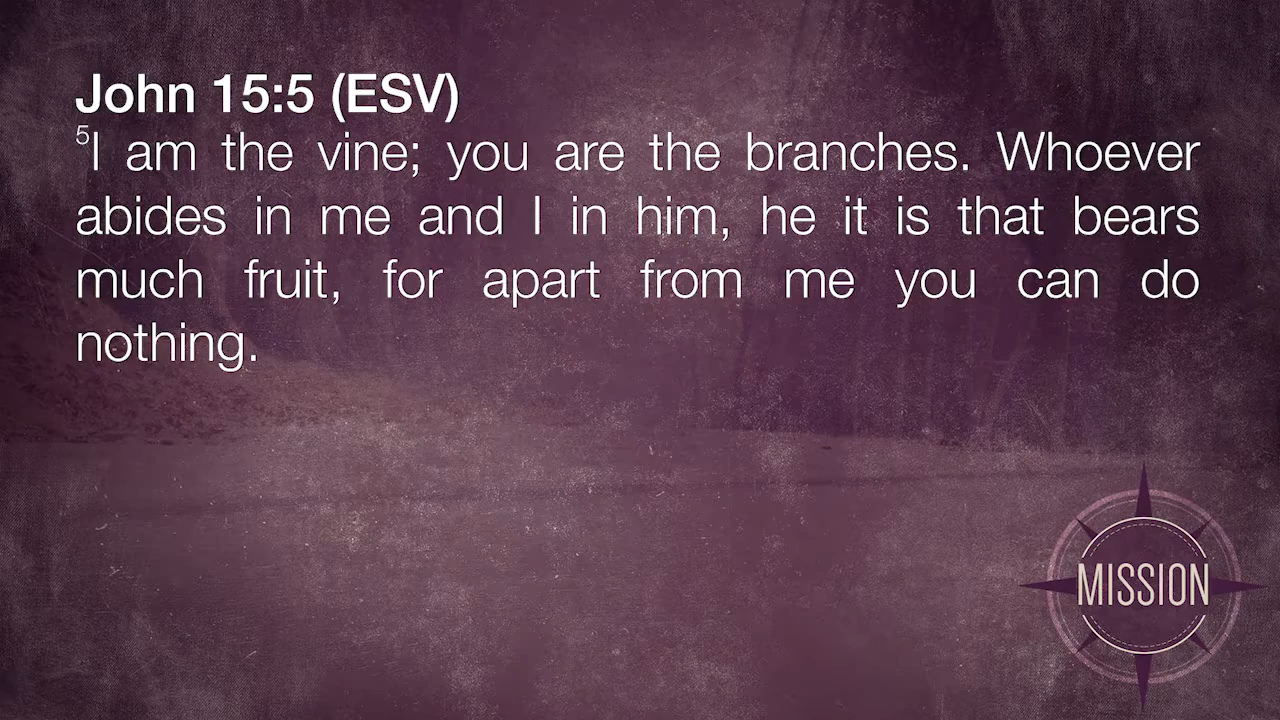 John 15:5 (ESV)
⁵I am the vine; you are the branches. Whoever
abides in me and I in him, he it is that bears
much fruit, for apart from me you can do
nothing.
MISSION